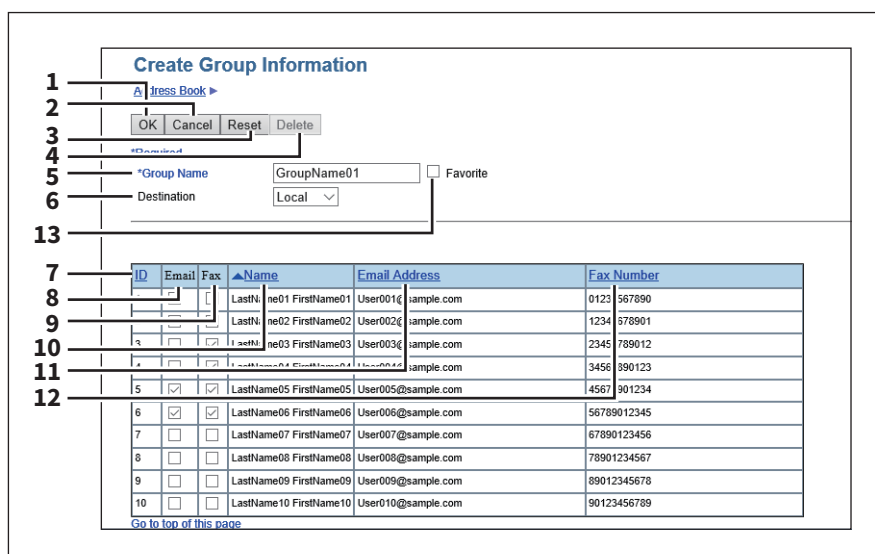 Create Group Information
Address Book ►
1
2
OK Cancel Reset Delete
3
4
*Required
5
*Group Name GroupName01 Favorite
6
Destination Local
13
7
ID Email Fax ▲Name Email Address Fax Number
8
LastName01 FirstName01 User001@sample.com 01234567890
9
LastName02 FirstName02 User002@sample.com 12345678901
10
3 LastName03 FirstName03 User003@sample.com 23456789012
11
4 LastName04 FirstName04 User004@sample.com 34567890123
12
5 LastName05 FirstName05 User005@sample.com 45678901234
6 LastName06 FirstName06 User006@sample.com 56789012345
7 LastName07 FirstName07 User007@sample.com 67890123456
8 LastName08 FirstName08 User008@sample.com 78901234567
9 LastName09 FirstName09 User009@sample.com 89012345678
10 LastName10 FirstName10 User010@sample.com 90123456789
Go to top of this page